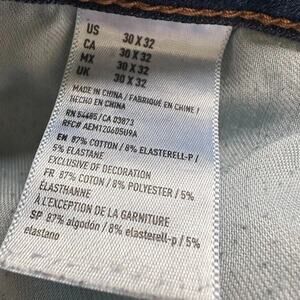 US 30 X 32
CA 30 X 32
MX 30 X 32
UK 30 X 32
MADE IN CHINA / FABRIQUÉ EN CHINE /
HECHO EN CHINA
RN 54485/CA 03873
RFC# AEM120605U9A
EN 87% COTTON / 8% ELASTERELL-P /
5% ELASTANE
EXCLUSIVE OF DECORATION
FR 87% COTON / 8% POLYESTER / 5%
ÉLASTHANNE
À L'EXCEPTION DE LA GARNITURE
SP 87% algodón / 8% elasterell-p / 5%
elastano